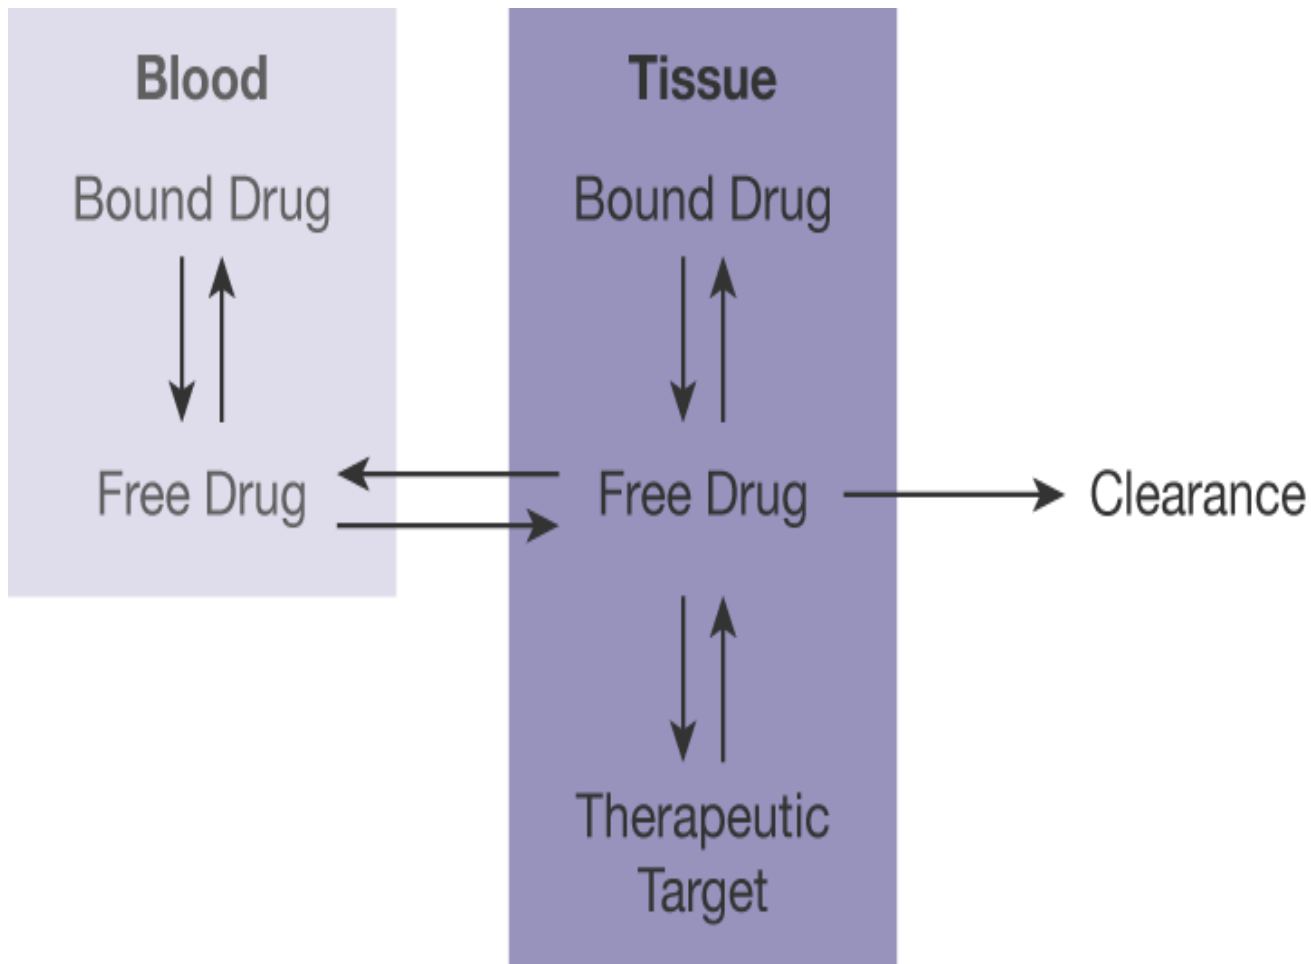 Blood
Bound Drug
Free Drug
Tissue
Bound Drug
Free Drug
Therapeutic
Target
Clearance